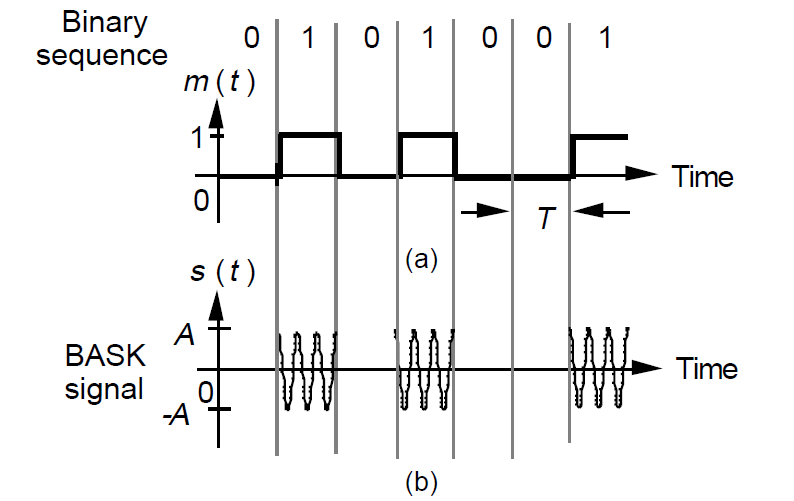 Binary sequence 0 1 0 1 0 0 1
m ( t )
1
0
Time
T
(a)
s ( t )
A
BASK signal
0
Time
-A
(b)